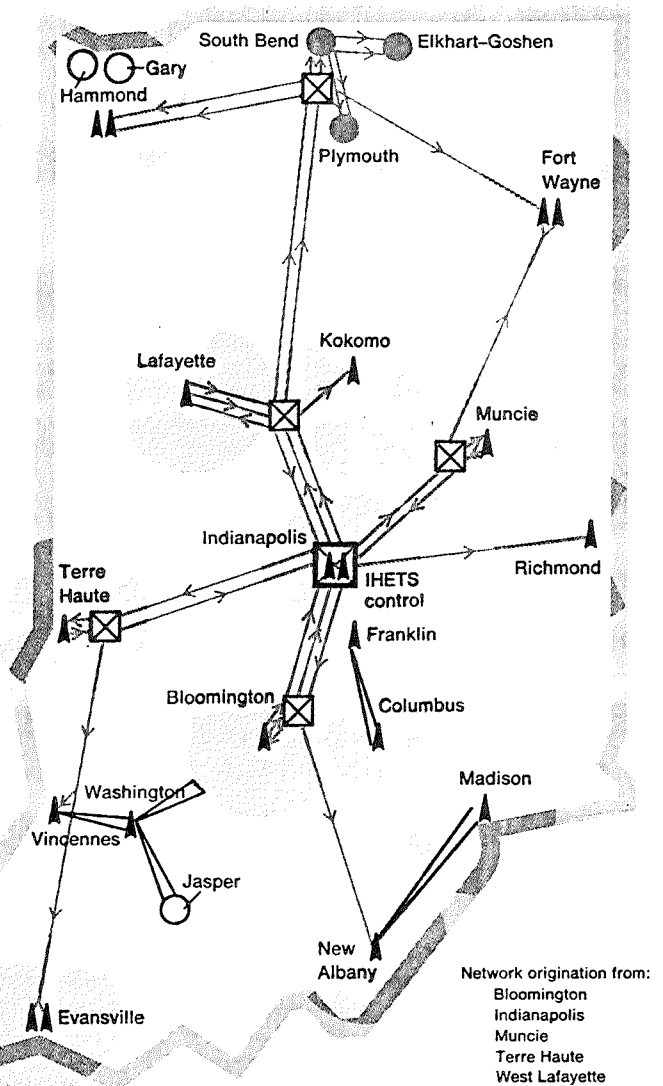 South Bend
Elkhart–Goshen
Gary
Hammond
Plymouth
Fort
Wayne
Kokomo
Lafayette
Muncie
Indianapolis
IHETS
control
Richmond
Terre
Haute
Franklin
Bloomington
Columbus
Washington
Vincennes
Madison
Jasper
New
Albany
Evansville
Network origination from:
Bloomington
Indianapolis
Muncie
Terre Haute
West Lafayette